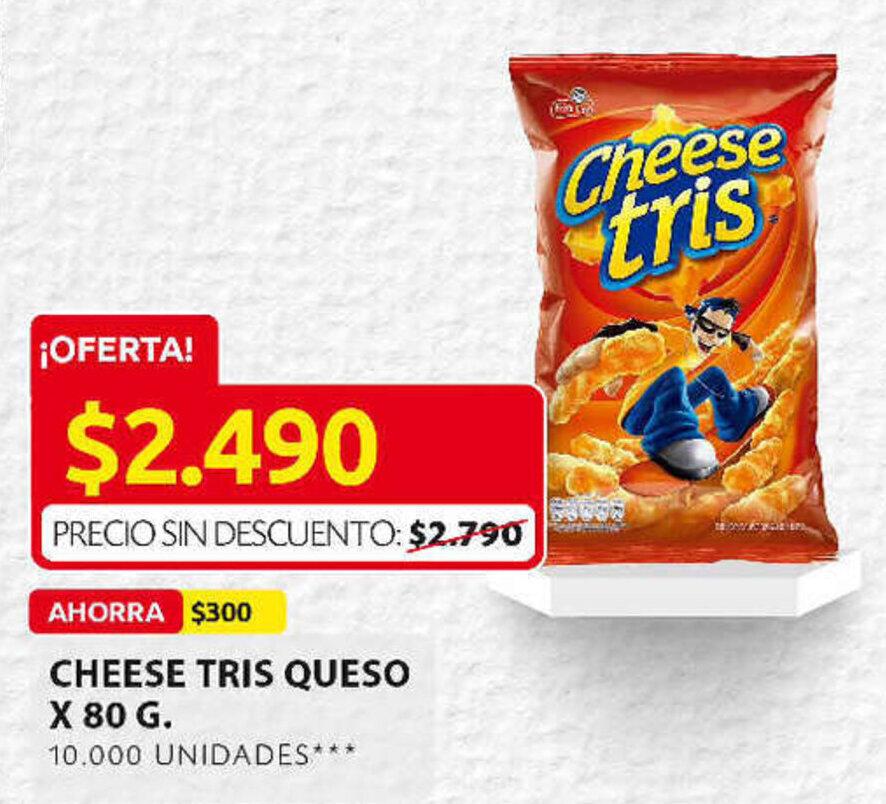 Cheese
tris
¡OFERTA!
$2.490
PRECIO SIN DESCUENTO: $2.790
AHORRA $300
CHEESE TRIS QUESO
X 80 G.
10.000 UNIDADES***